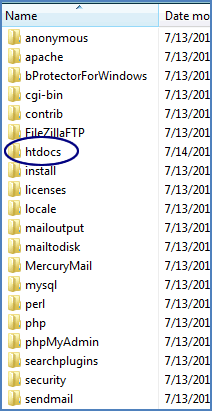 Name Date mo
anonymous 7/13/201
apache 7/13/201
bProtectorForWindows 7/13/201
cgi-bin 7/13/201
contrib 7/13/201
FileZillaFTP 7/13/201
htdocs 7/14/201
install 7/13/201
licenses 7/13/201
locale 7/13/201
mailoutput 7/13/201
mailtodisk 7/13/201
MercuryMail 7/13/201
mysql 7/13/201
perl 7/13/201
php 7/13/201
phpMyAdmin 7/13/201
searchplugins 7/13/201
security 7/13/201
sendmail 7/13/201